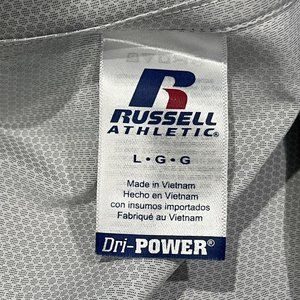 R
RUSSELL
ATHLETIC®
L • G • G
Made in Vietnam
Hecho en Vietnam
con insumos importados
Fabriqué au Vietnam
Dri-POWER®